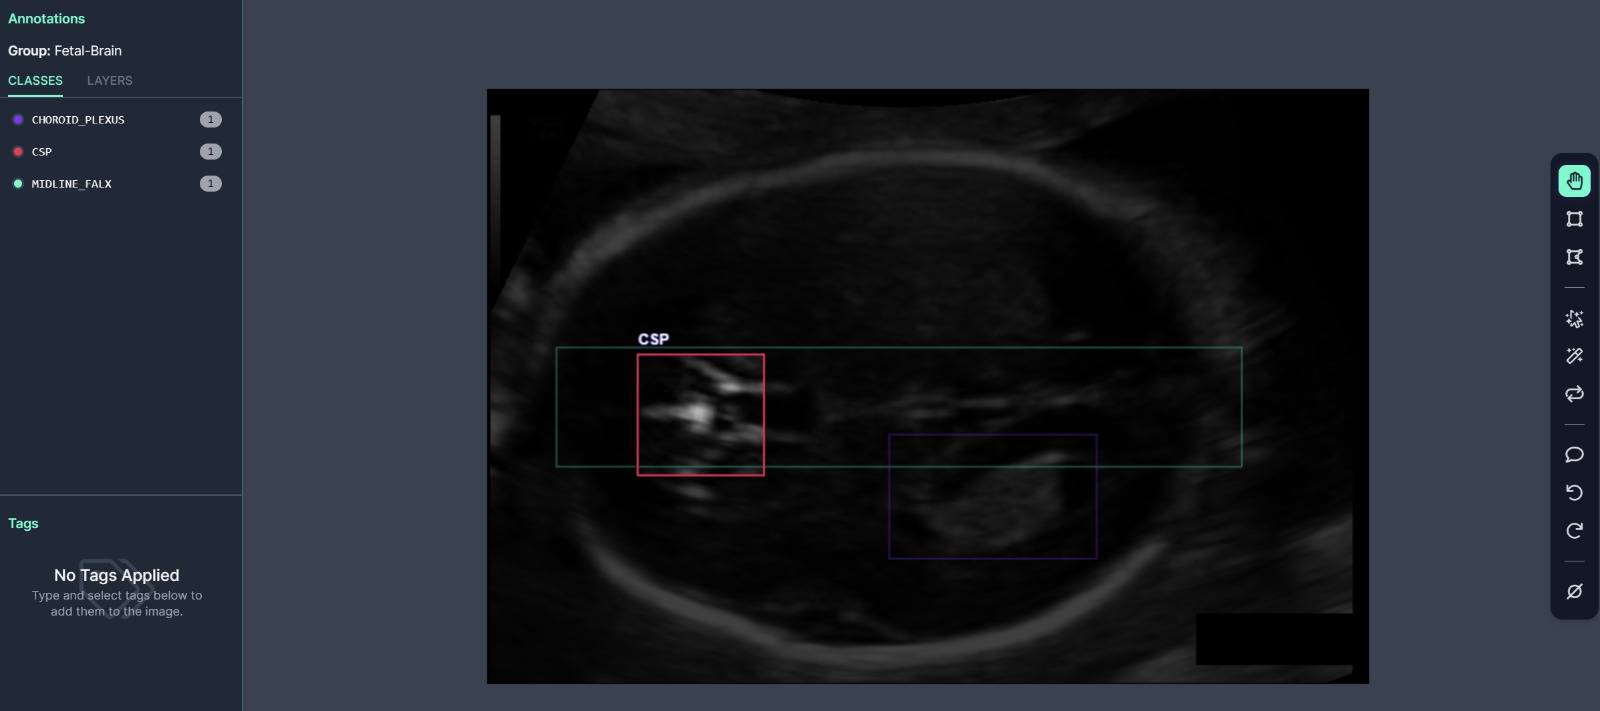 Annotations
Group: Fetal-Brain
CLASSES LAYERS
CHOROID_PLEXUS 1
CSP 1
MIDLINE_FALX 1
Tags
No Tags Applied
Type and select tags below to
add them to the image.
CSP